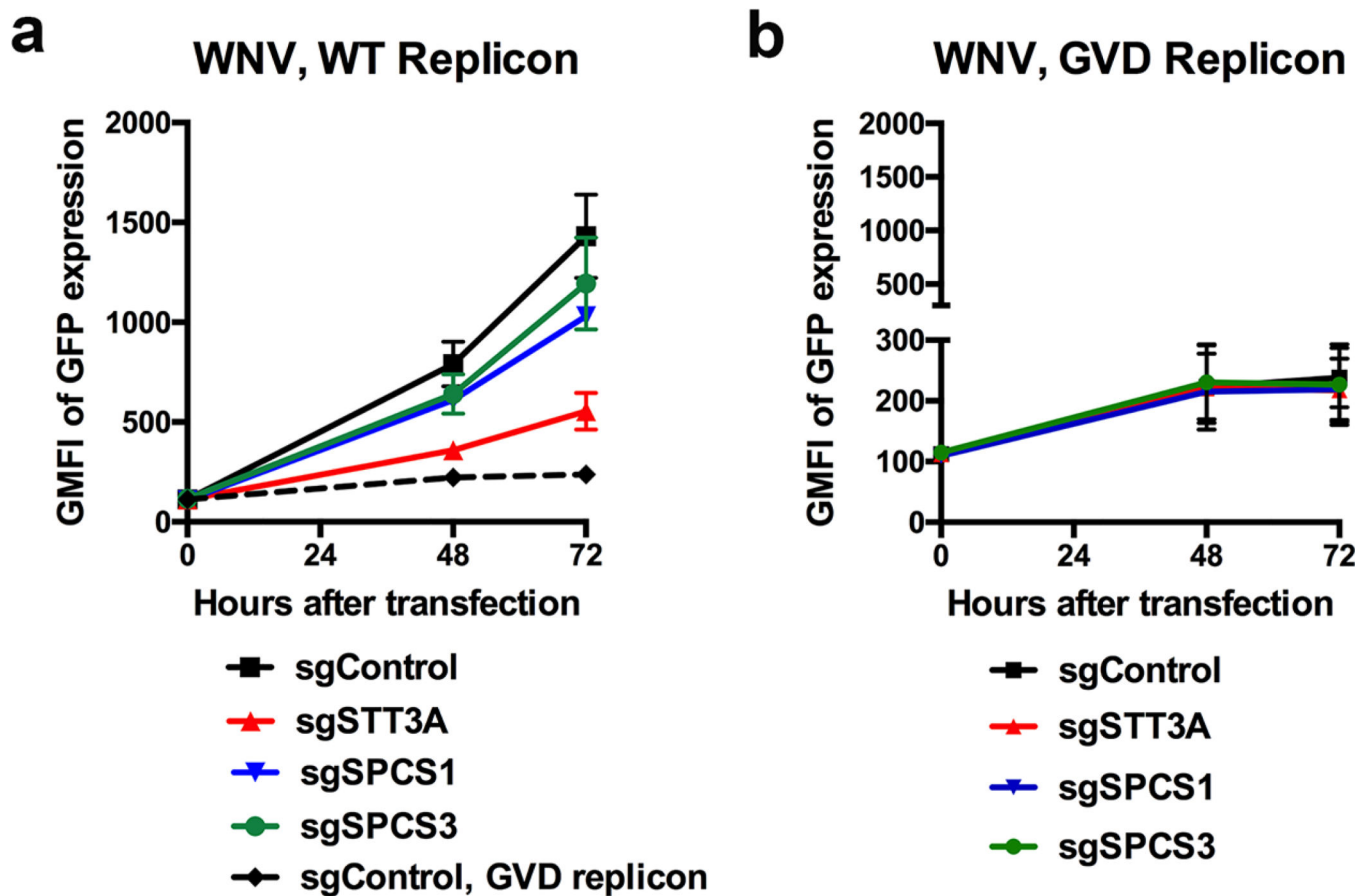 a
WNV, WT Replicon
GMFI of GFP expression
2000
1500
1000
500
0
0 24 48 72
Hours after transfection
sgControl
sgSTT3A
sgSPCS1
sgSPCS3
sgControl, GVD replicon
b
WNV, GVD Replicon
GMFI of GFP expression
2000
1500
1000
500
300
200
100
0
0 24 48 72
Hours after transfection
sgControl
sgSTT3A
sgSPCS1
sgSPCS3